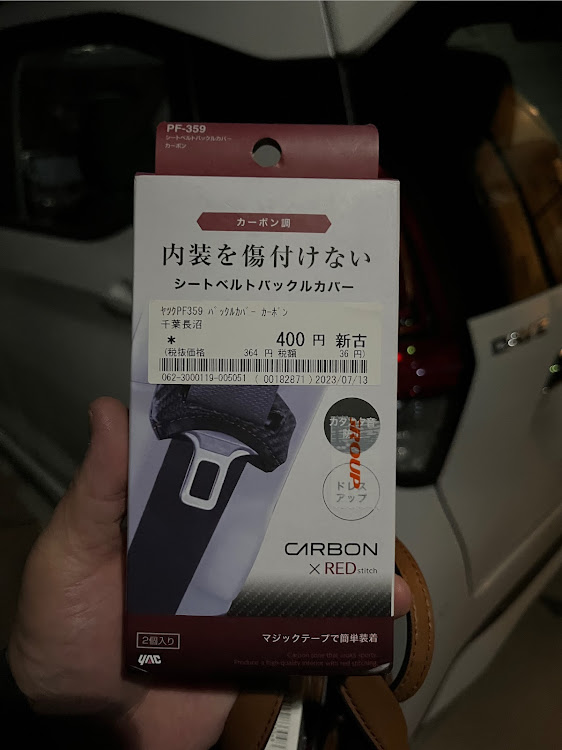 PF-359
シートベルトバックルカバー
カーボン
カーボン調
内装を傷付けない
シートベルトバックルカバー
ﾔﾂｸPF359 ﾊﾞｯｸﾙｶﾊﾞｰ ｶｰﾎﾞﾝ
千葉長沼
* 400 円 新古
(税抜価格 364 円 税額 36 円)
062-3000119-005051 ( 00182871) 2023/07/13
GROUP
ドレス
アップ
CARBON
×REDstitch
2個入り
マジックテープで簡単装着
YAC